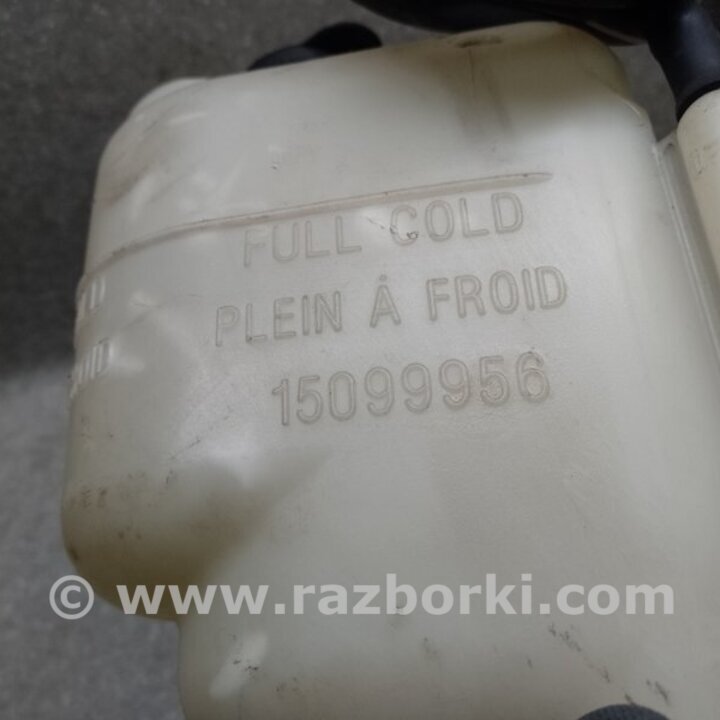 FULL COLD
PLEIN À FROID
15099956
© www.razborki.com